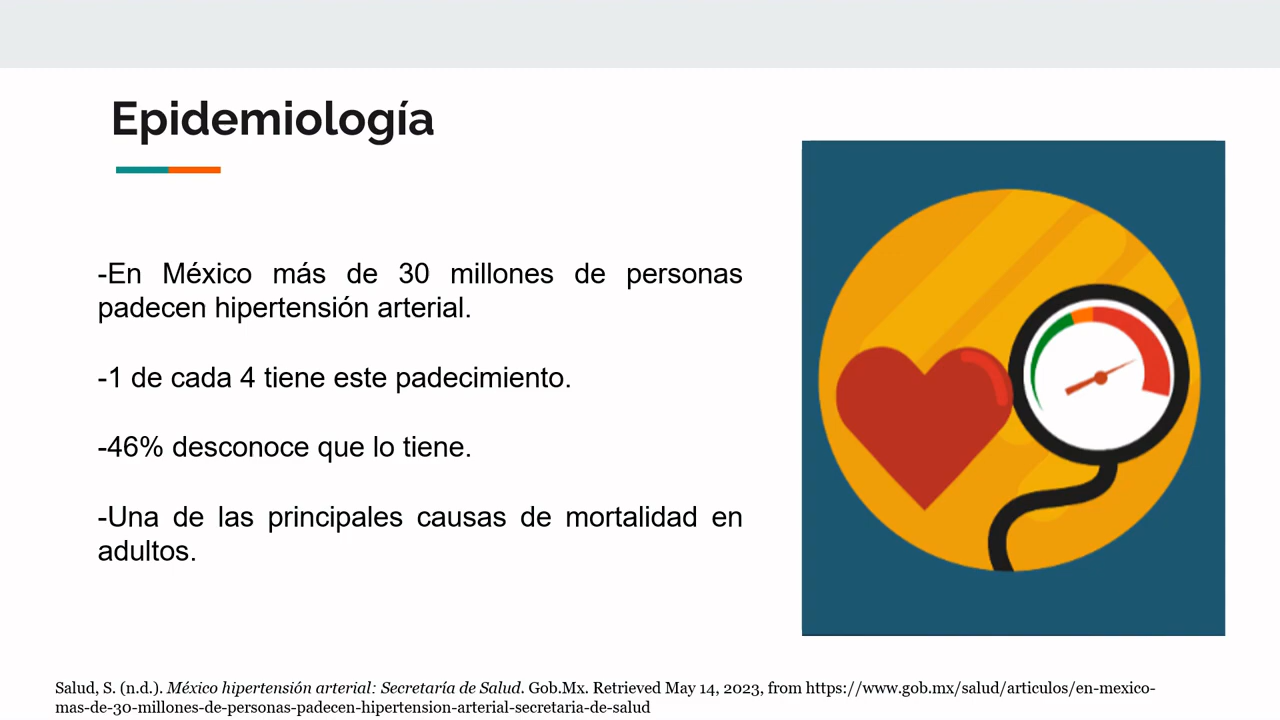 Epidemiología
-En México más de 30 millones de personas
padecen hipertensión arterial.
-1 de cada 4 tiene este padecimiento.
-46% desconoce que lo tiene.
-Una de las principales causas de mortalidad en
adultos.
Salud, S. (n.d.). México hipertensión arterial: Secretaría de Salud. Gob.Mx. Retrieved May 14, 2023, from https://www.gob.mx/salud/articulos/en-mexico-
mas-de-30-millones-de-personas-padecen-hipertension-arterial-secretaria-de-salud